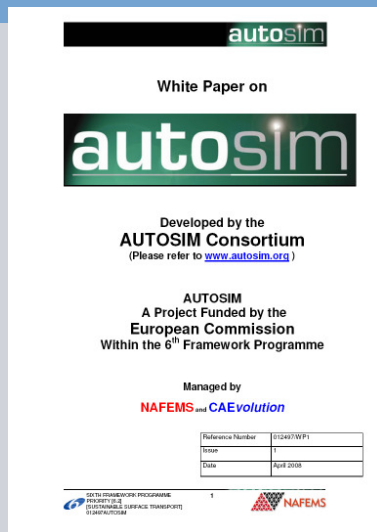 autosim
White Paper on
autosim
Developed by the
AUTOSIM Consortium
(Please refer to www.autosim.org )
AUTOSIM
A Project Funded by the
European Commission
Within the 6th Framework Programme
Managed by
NAFEMS and CAEvolution
Reference Number 012497/WP1
Issue 1
Date April 2008
SIXTH FRAMEWORK PROGRAMME
PRIORITY [6.2]
[SUSTAINABLE SURFACE TRANSPORT]
012497AUTOSIM
1
NAFEMS